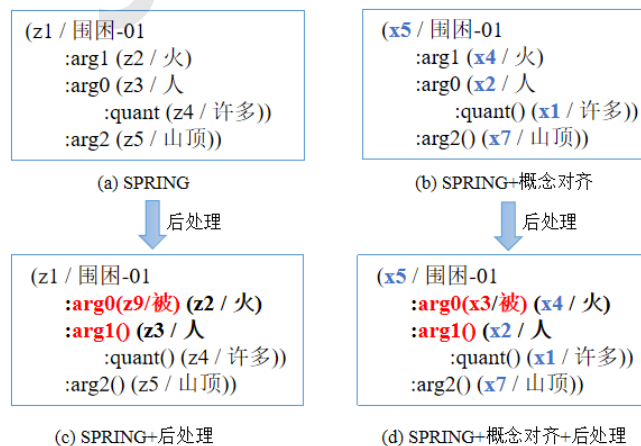 (z1 / 围困-01
:arg1 (z2 / 火)
:arg0 (z3 / 人
:quant (z4 / 许多))
:arg2 (z5 / 山顶))
(a) SPRING
(x5 / 围困-01
:arg1 (x4 / 火)
:arg0 (x2 / 人
:quant() (x1 / 许多))
:arg2() (x7 / 山顶))
(b) SPRING+概念对齐
后处理
后处理
(z1 / 围困-01
:arg0(z9/被) (z2 / 火)
:arg1() (z3 / 人
:quant() (z4 / 许多))
:arg2() (z5 / 山顶))
(c) SPRING+后处理
(x5 / 围困-01
:arg0(x3/被) (x4 / 火)
:arg1() (x2 / 人
:quant() (x1 / 许多))
:arg2() (x7 / 山顶))
(d) SPRING+概念对齐+后处理